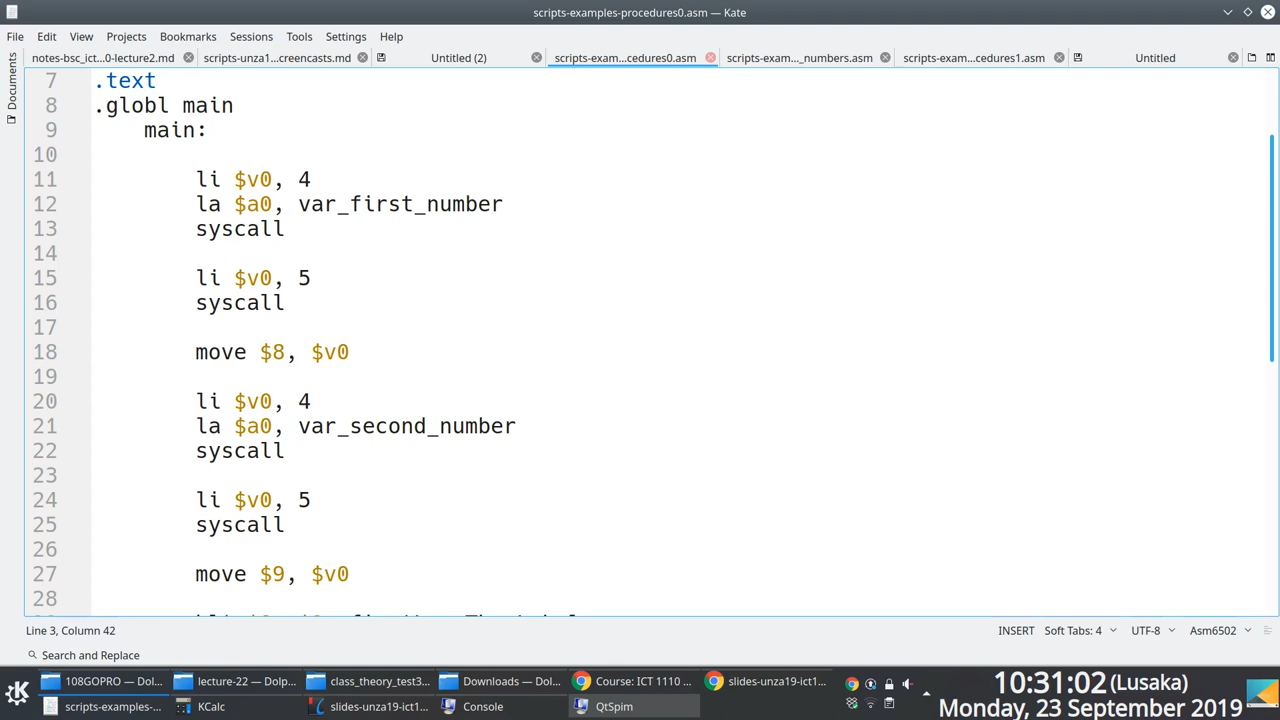 scripts-examples-procedures0.asm — Kate
File Edit View Projects Bookmarks Sessions Tools Settings Help
notes-bsc_ict...0-lecture2.md scripts-unza1...creencasts.md Untitled (2) scripts-exam...cedures0.asm scripts-exam..._numbers.asm scripts-exam...cedures1.asm Untitled
Documents
7 .text
8 .globl main
9 main:
10
11 li $v0, 4
12 la $a0, var_first_number
13 syscall
14
15 li $v0, 5
16 syscall
17
18 move $8, $v0
19
20 li $v0, 4
21 la $a0, var_second_number
22 syscall
23
24 li $v0, 5
25 syscall
26
27 move $9, $v0
28
Line 3, Column 42 INSERT Soft Tabs: 4 UTF-8 Asm6502
Search and Replace
108GOPRO — Dol... lecture-22 — Dolp... class_theory_test3... Downloads — Dol... Course: ICT 1110 ... slides-unza19-ict1...
scripts-examples-... KCalc slides-unza19-ict1... Console QtSpim
10:31:02 (Lusaka)
Monday, 23 September 2019